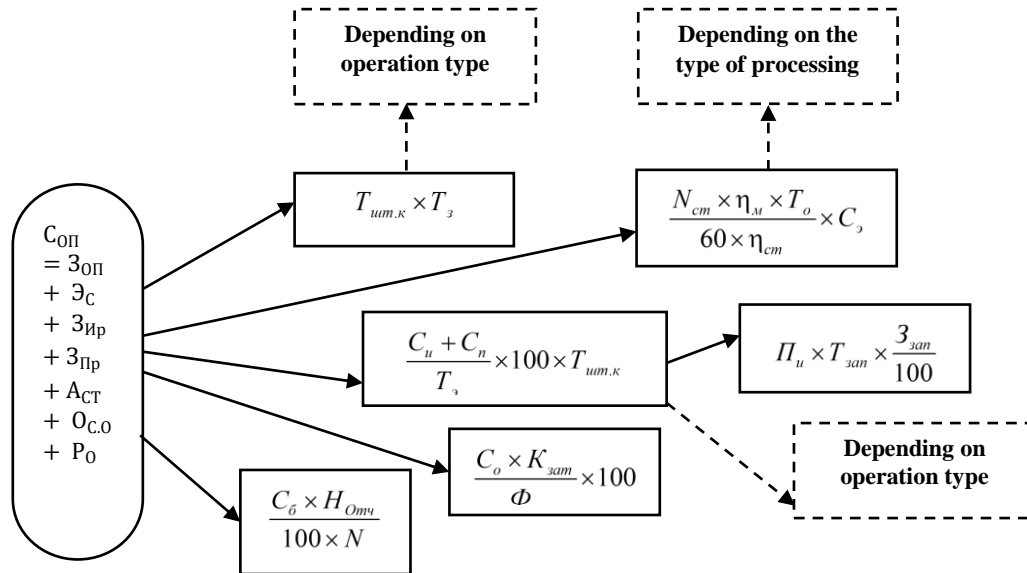 Depending on
operation type
Depending on the
type of processing
С_ОП
= З_ОП
+ Э_С
+ З_Ир
+ З_Пр
+ А_СТ
+ О_С.О
+ Р_О
T_шт.к × T_з
(N_ст × η_м × T_о) / (60 × η_ст) × C_э
(C_и + C_п) / T_э × 100 × T_шт.к
П_и × T_зап × З_зап / 100
Depending on
operation type
(C_о × K_зат) / Ф × 100
(C_б × H_Отч) / (100 × N)